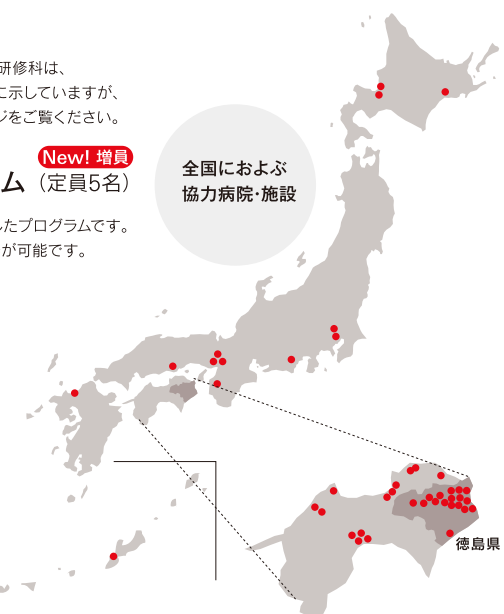 研修科は、
に示していますが、
ジをご覧ください。
New! 増員
ム（定員5名）
したプログラムです。
が可能です。
全国におよぶ
協力病院・施設
徳島県